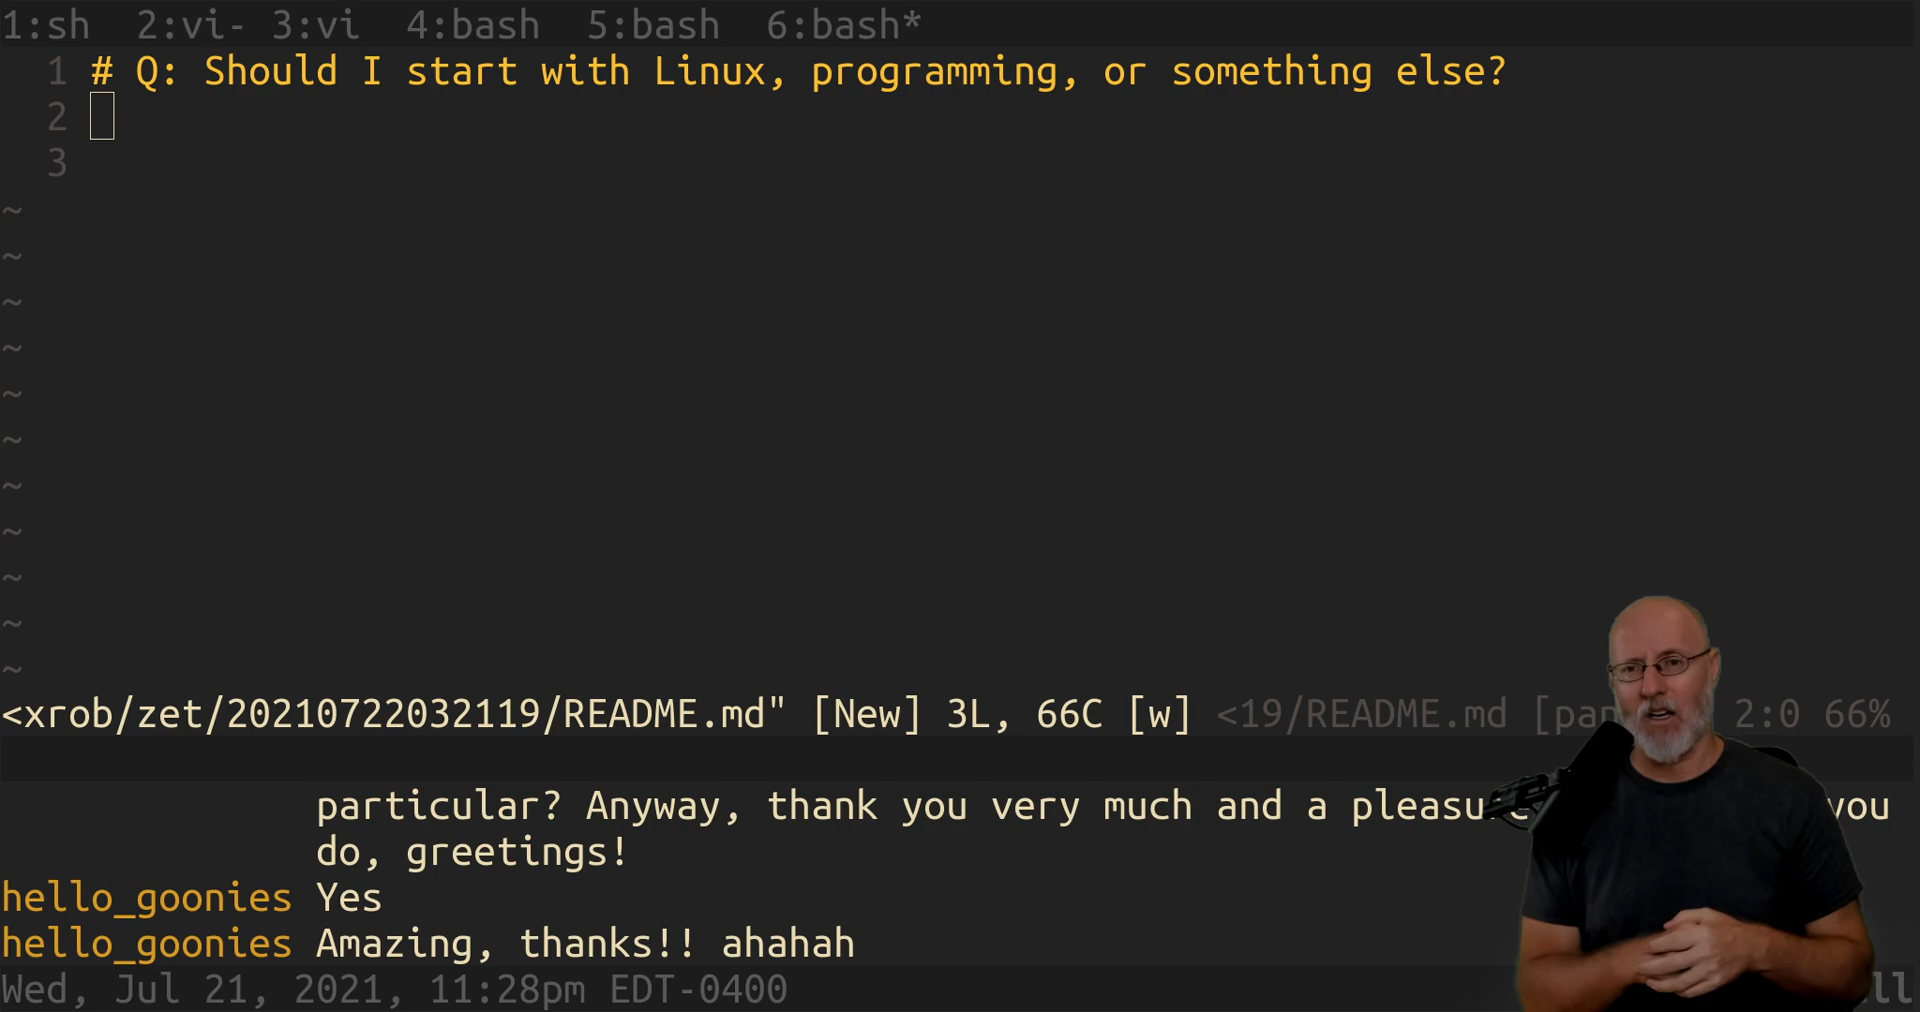 1:sh 2:vi- 3:vi 4:bash 5:bash 6:bash*
1 # Q: Should I start with Linux, programming, or something else?
2
3
~
~
~
~
~
~
~
~
~
~
~
<xrob/zet/20210722032119/README.md" [New] 3L, 66C [w] <19/README.md 2:0 66%
particular? Anyway, thank you very much and a you
do, greetings!
hello_goonies Yes
hello_goonies Amazing, thanks!! ahahah
Wed, Jul 21, 2021, 11:28pm EDT-0400